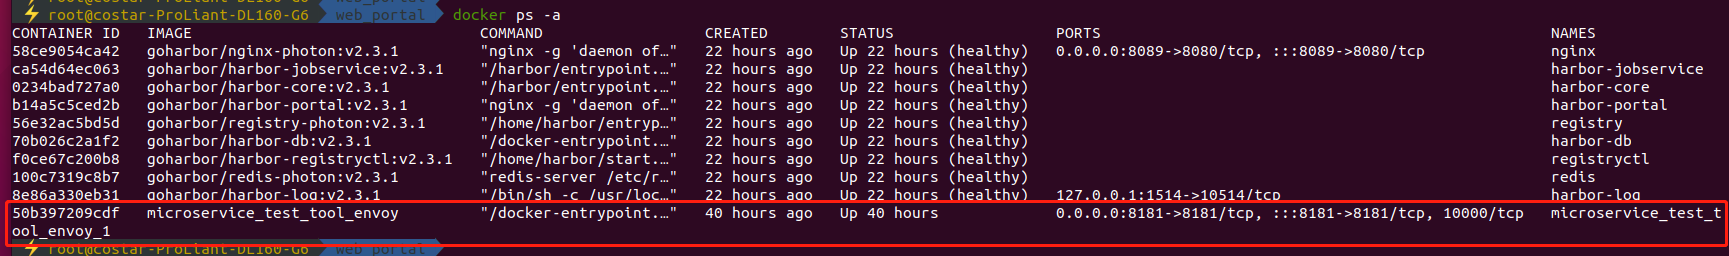 ⚡ root@costar-ProLiant-DL160-G6 web_portal
⚡ root@costar-ProLiant-DL160-G6 web_portal docker ps -a
CONTAINER ID IMAGE COMMAND CREATED STATUS PORTS NAMES
58ce9054ca42 goharbor/nginx-photon:v2.3.1 "nginx -g 'daemon of…" 22 hours ago Up 22 hours (healthy) 0.0.0.0:8089->8080/tcp, :::8089->8080/tcp nginx
ca54d64ec063 goharbor/harbor-jobservice:v2.3.1 "/harbor/entrypoint.…" 22 hours ago Up 22 hours (healthy) harbor-jobservice
0234bad727a0 goharbor/harbor-core:v2.3.1 "/harbor/entrypoint.…" 22 hours ago Up 22 hours (healthy) harbor-core
b14a5c5ced2b goharbor/harbor-portal:v2.3.1 "nginx -g 'daemon of…" 22 hours ago Up 22 hours (healthy) harbor-portal
56e32ac5bd5d goharbor/registry-photon:v2.3.1 "/home/harbor/entryp…" 22 hours ago Up 22 hours (healthy) registry
70b026c2a1f2 goharbor/harbor-db:v2.3.1 "/docker-entrypoint.…" 22 hours ago Up 22 hours (healthy) harbor-db
f0ce67c200b8 goharbor/harbor-registryctl:v2.3.1 "/home/harbor/start.…" 22 hours ago Up 22 hours (healthy) registryctl
100c7319c8b7 goharbor/redis-photon:v2.3.1 "redis-server /etc/r…" 22 hours ago Up 22 hours (healthy) redis
8e86a330eb31 goharbor/harbor-log:v2.3.1 "/bin/sh -c /usr/loc…" 22 hours ago Up 22 hours (healthy) 127.0.0.1:1514->10514/tcp harbor-log
50b397209cdf microservice_test_tool_envoy "/docker-entrypoint.…" 40 hours ago Up 40 hours 0.0.0.0:8181->8181/tcp, :::8181->8181/tcp, 10000/tcp microservice_test_t
ool_envoy_1
⚡ root@costar-ProLiant-DL160-G6 web_portal